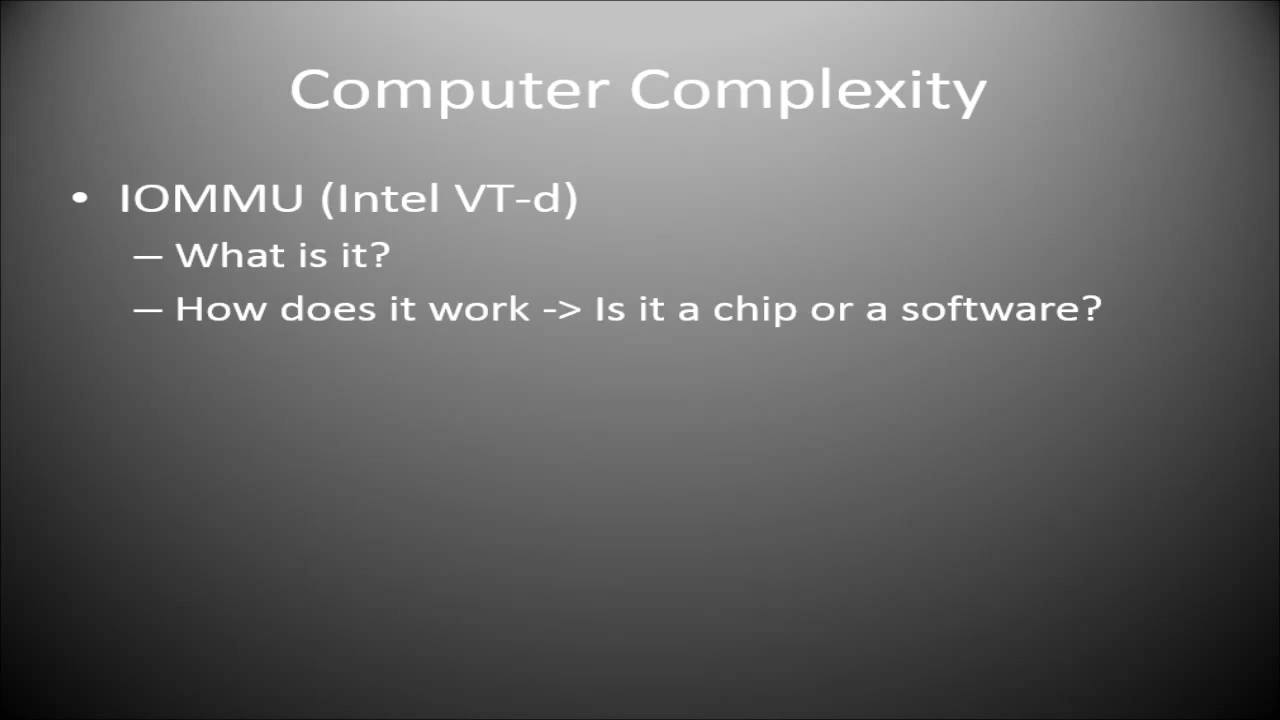 Computer Complexity
• IOMMU (Intel VT-d)
– What is it?
– How does it work -> Is it a chip or a software?